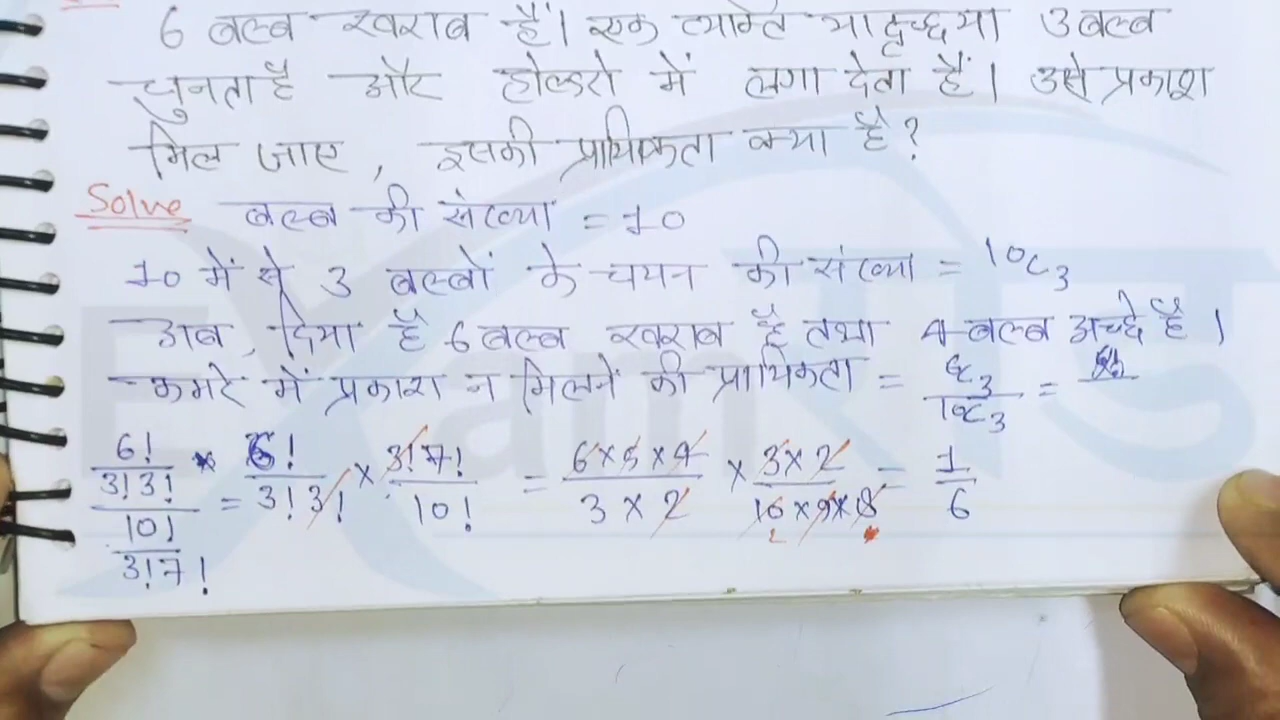 6 बल्ब खराब हैं। एक व्यक्ति यादृच्छया 3 बल्ब
चुनता है और होल्डरो में लगा देता हैं। उसे प्रकाश
मिल जाए, इसकी प्रायिकता क्या है?
Solve बल्ब की संख्या = 10
10 में से 3 बल्बों के चयन की संख्या = ¹⁰C₃
अब, दिया है 6 बल्ब खराब है तथा 4 बल्ब अच्छे है।
कमरे में प्रकाश न मिलने की प्रायिकता = ⁶C₃/¹⁰C₃ =
(6!/3!3!)/(10!/3!7!) = 6!/3!3! × 3!7!/10! = 6×5×4/3×2 × 3×2/10×9×8 = 1/6
Examसाड